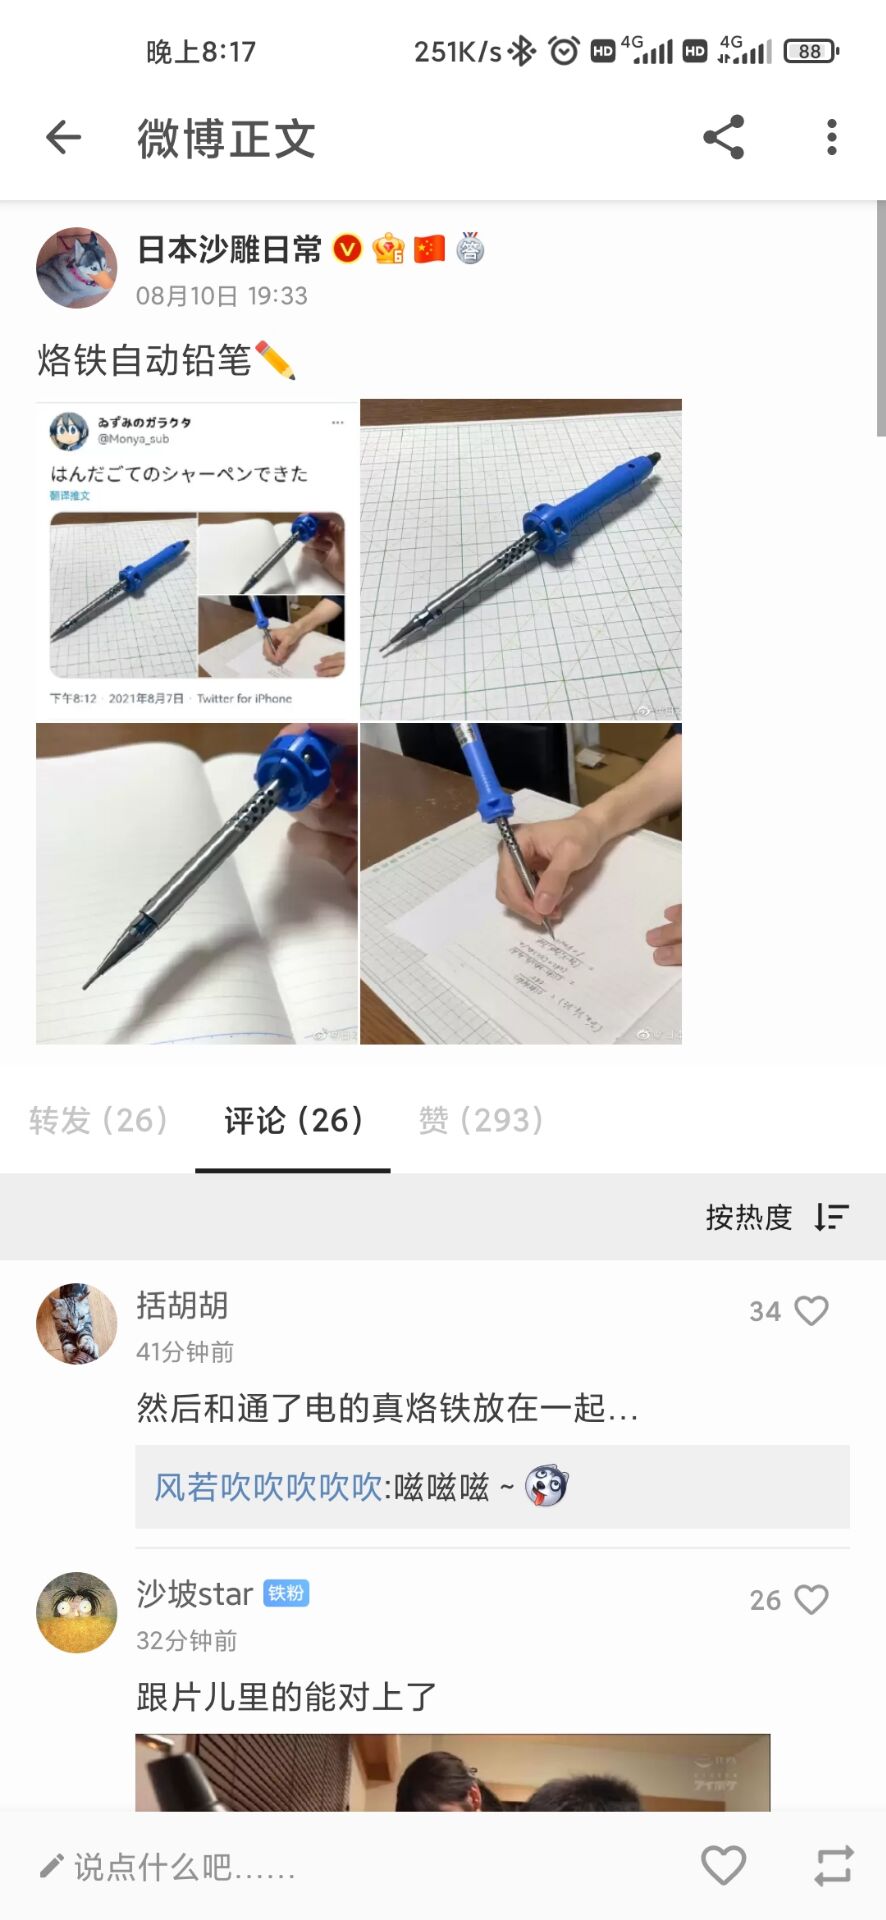 晚上8:17
251K/s
HD
4G
HD
4G
88
微博正文
日本沙雕日常
V
6
答
08月10日 19:33
烙铁自动铅笔
ゐずみのガラクタ
@Monya_sub
はんだごてのシャーペンできた
翻译推文
下午8:12 · 2021年8月7日 · Twitter for iPhone
转发 (26)
评论 (26)
赞 (293)
按热度
括胡胡
34
41分钟前
然后和通了电的真烙铁放在一起…
风若吹吹吹吹吹:嗞嗞嗞 ~
沙坡star
铁粉
26
32分钟前
跟片儿里的能对上了
アイポケ
说点什么吧……